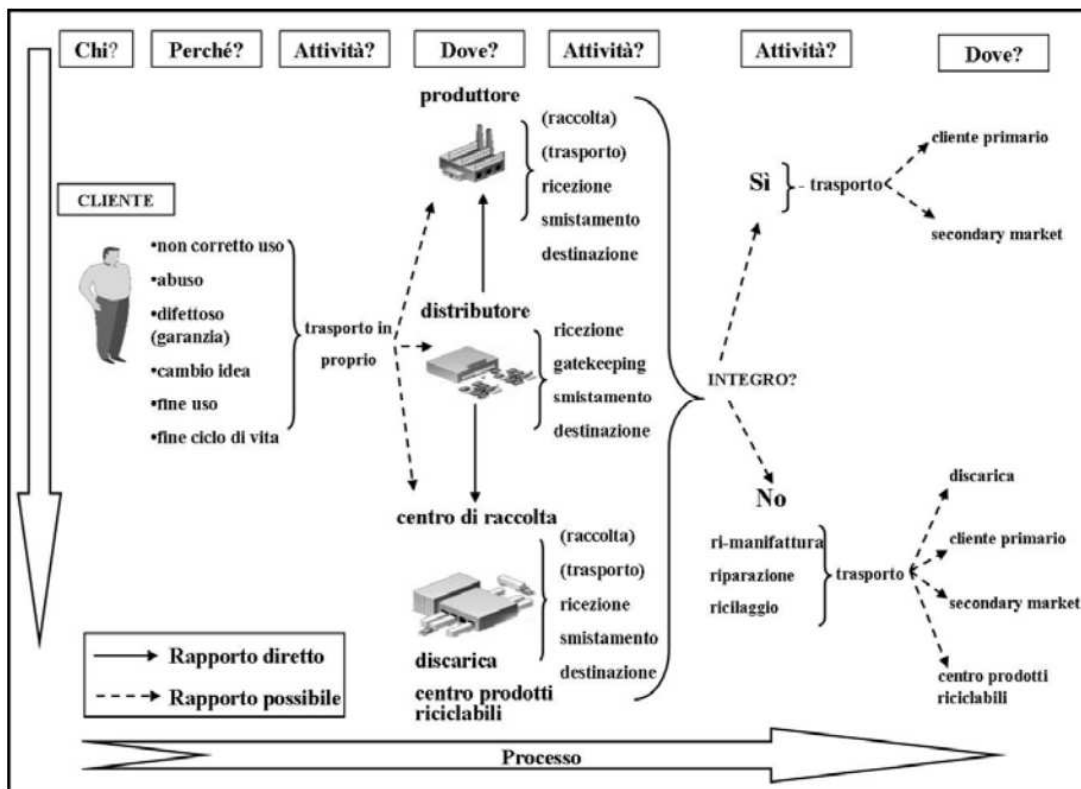 Chi?
Perché?
Attività?
Dove?
Attività?
Attività?
Dove?
CLIENTE
•non corretto uso
•abuso
•difettoso
(garanzia)
•cambio idea
•fine uso
•fine ciclo di vita
trasporto in
proprio
produttore
(raccolta)
(trasporto)
ricezione
smistamento
destinazione
distributore
ricezione
gatekeeping
smistamento
destinazione
centro di raccolta
(raccolta)
(trasporto)
ricezione
smistamento
destinazione
discarica
centro prodotti
riciclabili
INTEGRO?
Sì
trasporto
cliente primario
secondary market
No
ri-manifattura
riparazione
ricilaggio
trasporto
discarica
cliente primario
secondary market
centro prodotti
riciclabili
Rapporto diretto
Rapporto possibile
Processo